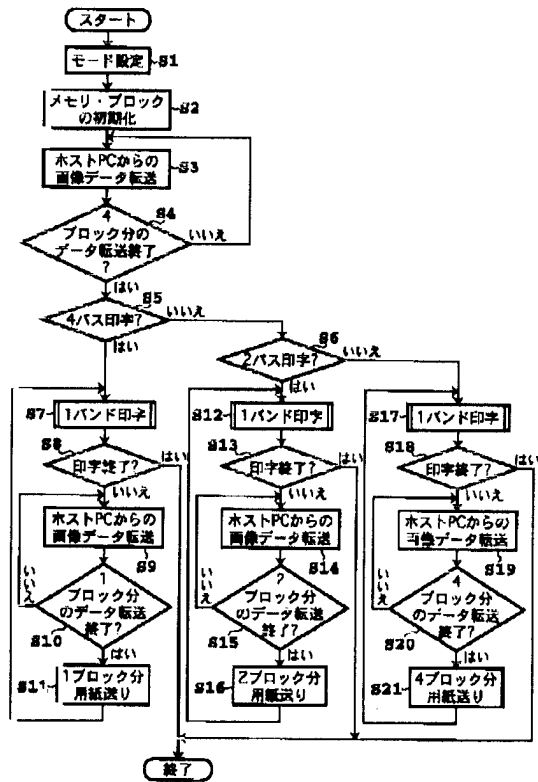 スタート
モード設定
S1
メモリ・ブロック
の初期化
S2
ホストPCからの
画像データ転送
S3
4
ブロック分の
データ転送終了
?
S4
いいえ
はい
4パス印字?
S5
いいえ
はい
2パス印字?
S6
いいえ
はい
S7
1バンド印字
S12
1バンド印字
S17
1バンド印字
S8
印字終了?
はい
いいえ
S13
印字終了?
はい
いいえ
S18
印字終了?
はい
いいえ
ホストPCからの
画像データ転送
S9
ホストPCからの
画像データ転送
S14
ホストPCからの
画像データ転送
S19
いいえ
1
ブロック分
のデータ転送
終了?
S10
はい
いいえ
2
ブロック分
のデータ転送
終了?
S15
はい
いいえ
4
ブロック分
のデータ転送
終了?
S20
はい
S11
1ブロック分
用紙送り
S16
2ブロック分
用紙送り
S21
4ブロック分
用紙送り
終了